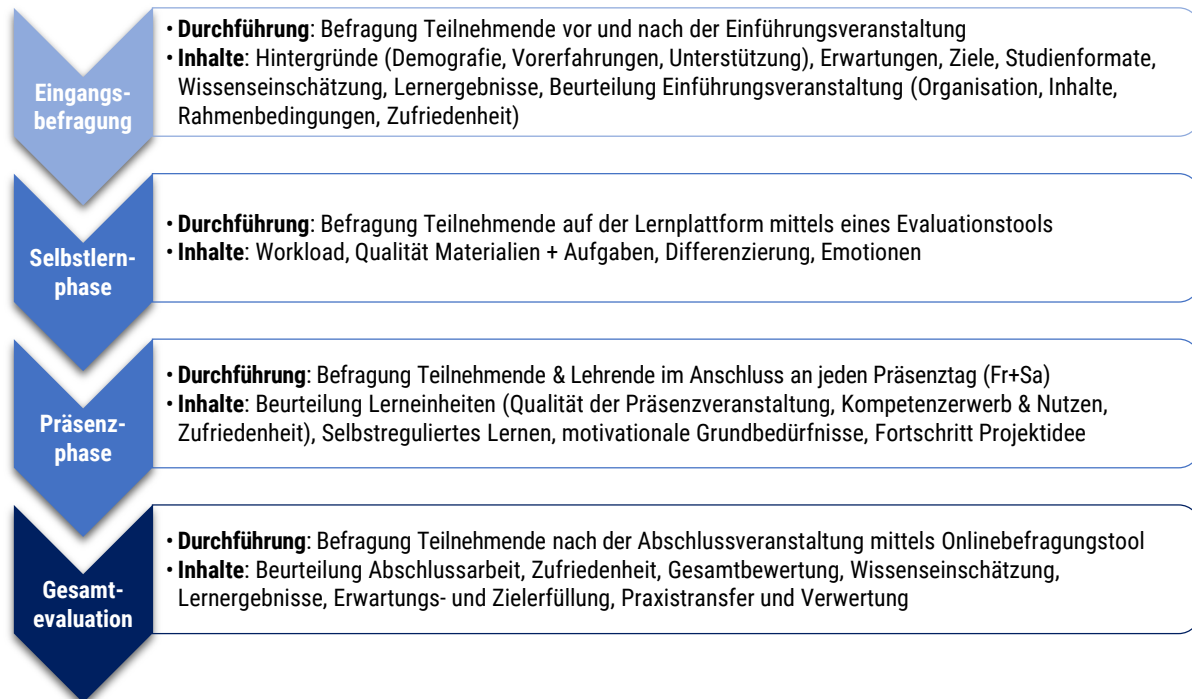 Eingangs-
befragung
• Durchführung: Befragung Teilnehmende vor und nach der Einführungsveranstaltung
• Inhalte: Hintergründe (Demografie, Vorerfahrungen, Unterstützung), Erwartungen, Ziele, Studienformate,
Wissenseinschätzung, Lernergebnisse, Beurteilung Einführungsveranstaltung (Organisation, Inhalte,
Rahmenbedingungen, Zufriedenheit)
Selbstlern-
phase
• Durchführung: Befragung Teilnehmende auf der Lernplattform mittels eines Evaluationstools
• Inhalte: Workload, Qualität Materialien + Aufgaben, Differenzierung, Emotionen
Präsenz-
phase
• Durchführung: Befragung Teilnehmende & Lehrende im Anschluss an jeden Präsenztag (Fr+Sa)
• Inhalte: Beurteilung Lerneinheiten (Qualität der Präsenzveranstaltung, Kompetenzerwerb & Nutzen,
Zufriedenheit), Selbstreguliertes Lernen, motivationale Grundbedürfnisse, Fortschritt Projektidee
Gesamt-
evaluation
• Durchführung: Befragung Teilnehmende nach der Abschlussveranstaltung mittels Onlinebefragungstool
• Inhalte: Beurteilung Abschlussarbeit, Zufriedenheit, Gesamtbewertung, Wissenseinschätzung,
Lernergebnisse, Erwartungs- und Zielerfüllung, Praxistransfer und Verwertung